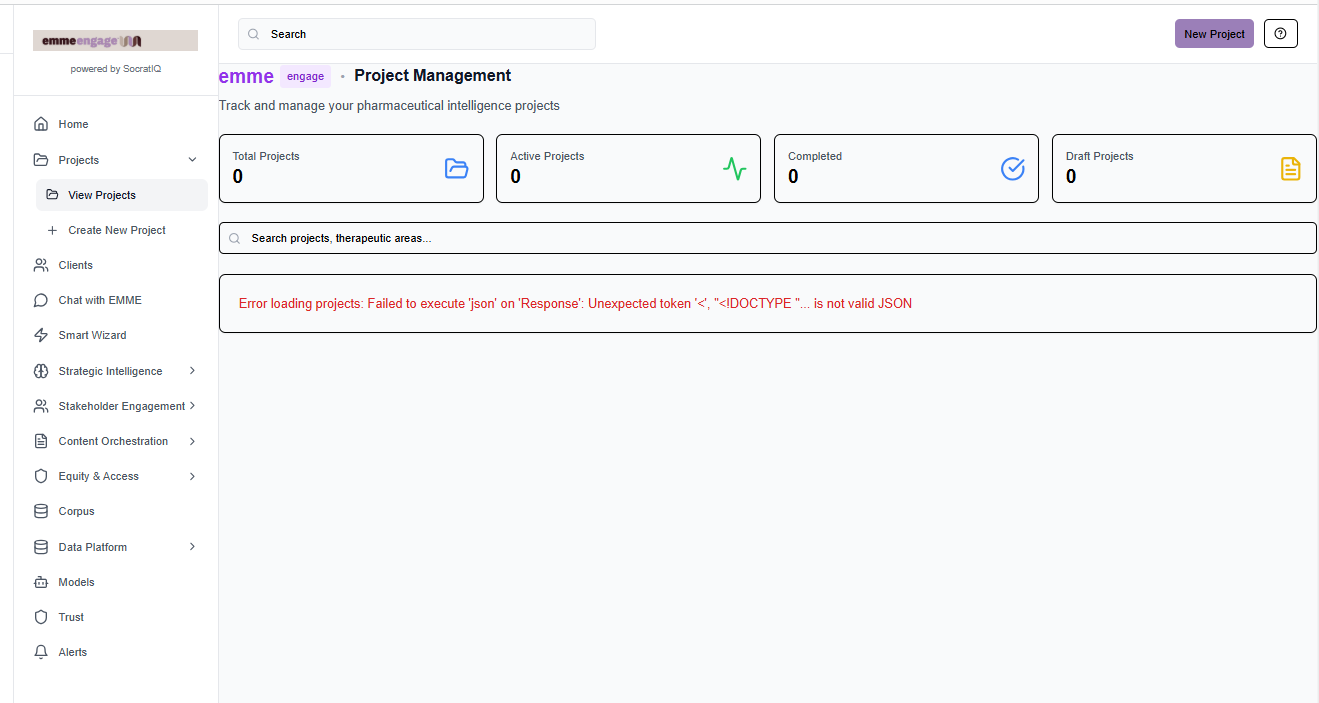 emmeengage
powered by SocratIQ
Home
Projects
View Projects
Create New Project
Clients
Chat with EMME
Smart Wizard
Strategic Intelligence
Stakeholder Engagement
Content Orchestration
Equity & Access
Corpus
Data Platform
Models
Trust
Alerts
Search
New Project
emme engage • Project Management
Track and manage your pharmaceutical intelligence projects
Total Projects
0
Active Projects
0
Completed
0
Draft Projects
0
Search projects, therapeutic areas...
Error loading projects: Failed to execute 'json' on 'Response': Unexpected token '<', "<!DOCTYPE "... is not valid JSON